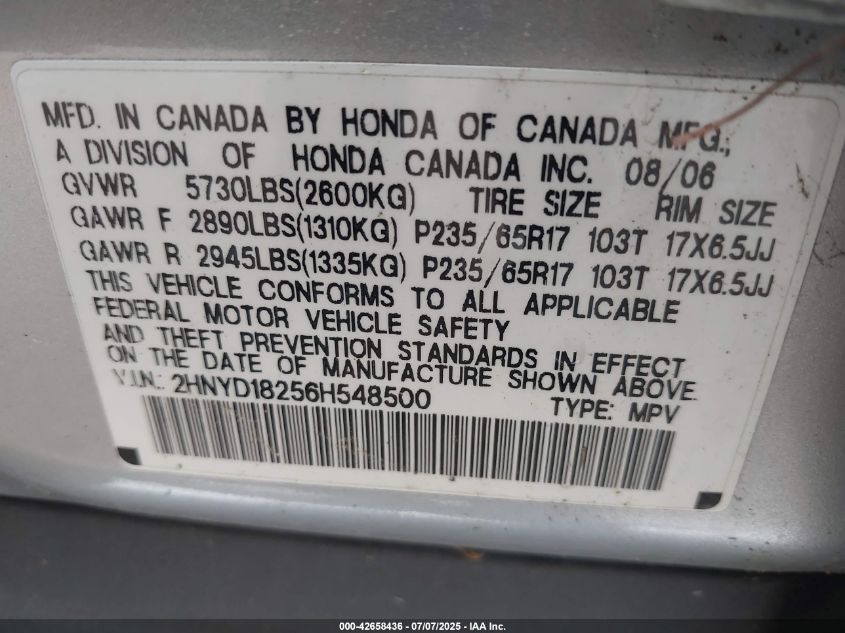 MFD. IN CANADA BY HONDA OF CANADA MFG.,
A DIVISION OF HONDA CANADA INC. 08/06
GVWR 5730LBS(2600KG) TIRE SIZE RIM SIZE
GAWR F 2890LBS(1310KG) P235/65R17 103T 17X6.5JJ
GAWR R 2945LBS(1335KG) P235/65R17 103T 17X6.5JJ
THIS VEHICLE CONFORMS TO ALL APPLICABLE
FEDERAL MOTOR VEHICLE SAFETY
AND THEFT PREVENTION STANDARDS IN EFFECT
ON THE DATE OF MANUFACTURE SHOWN ABOVE.
V.I.N.: 2HNYD18256H548500 TYPE: MPV
000-42658436 - 07/07/2025 - IAA Inc.